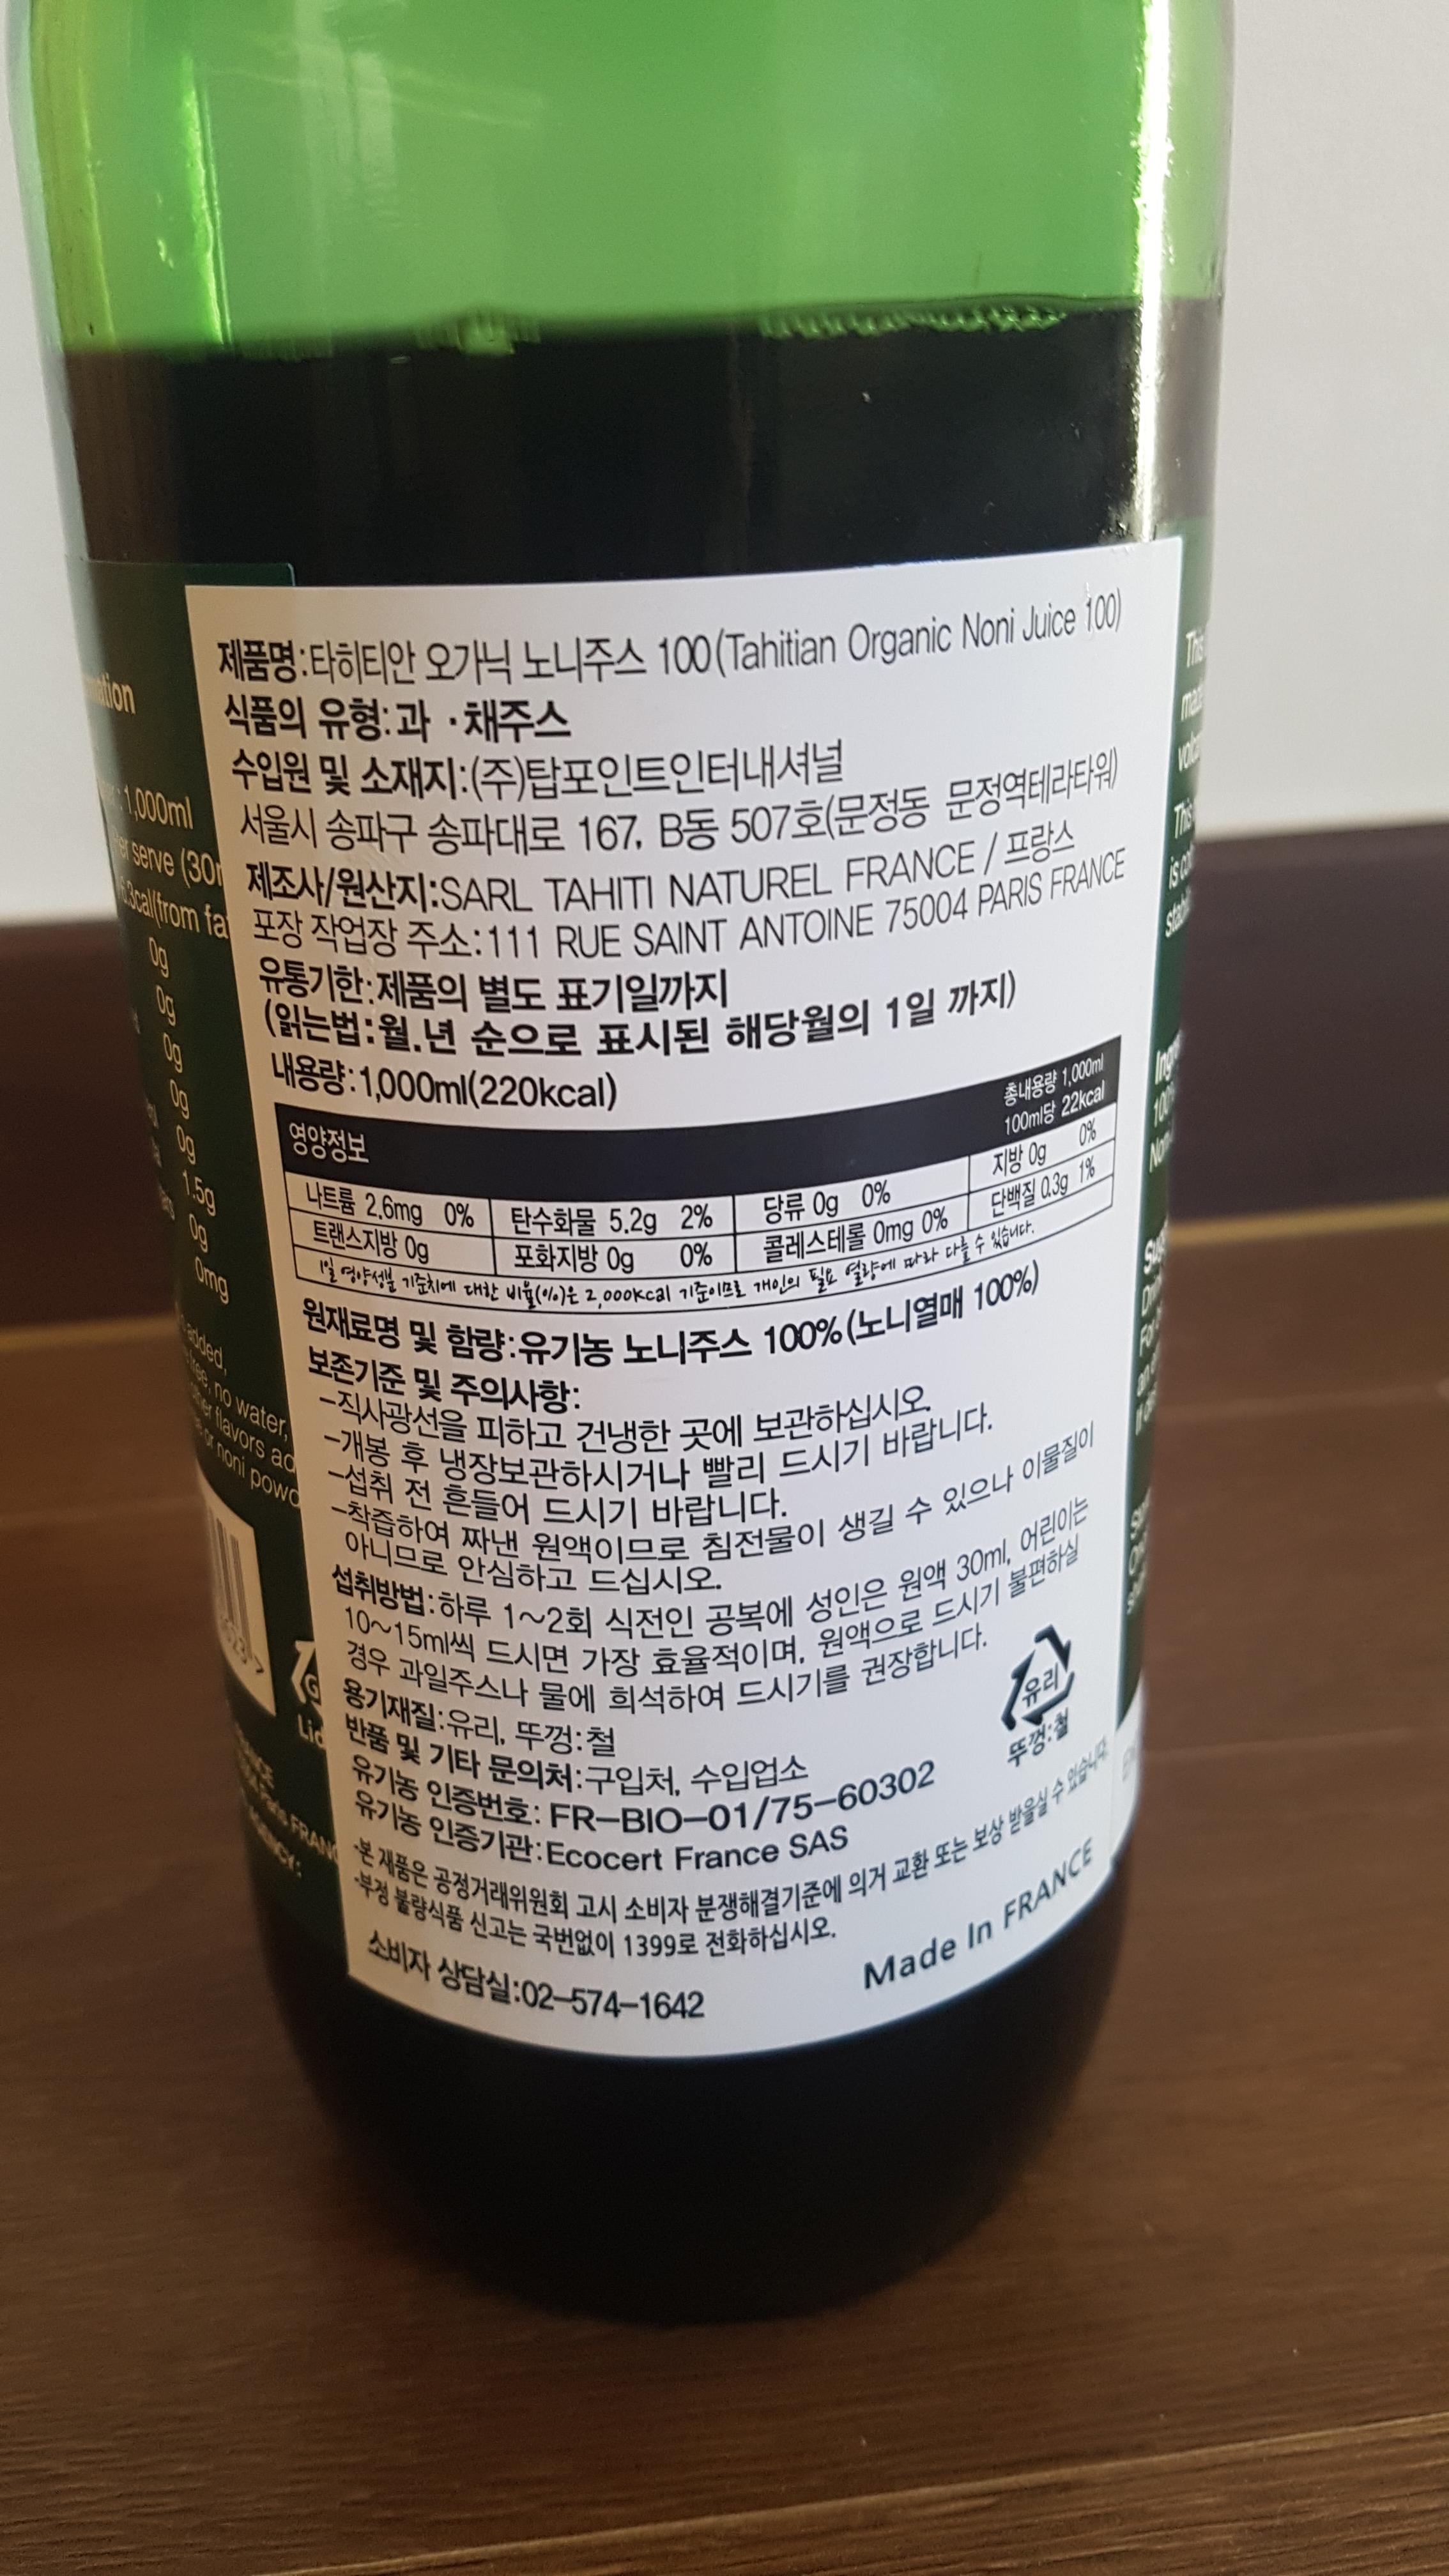 제품명:타히티안 오가닉 노니주스 100(Tahitian Organic Noni Juice 100)
식품의 유형:과 ·채주스
수입원 및 소재지:(주)탑포인트인터내셔널
서울시 송파구 송파대로 167, B동 507호(문정동 문정역테라타워)
제조사/원산지:SARL TAHITI NATUREL FRANCE / 프랑스
포장 작업장 주소:111 RUE SAINT ANTOINE 75004 PARIS FRANCE
유통기한:제품의 별도 표기일까지
(읽는법:월.년 순으로 표시된 해당월의 1일 까지)
내용량:1,000ml(220kcal)
영양정보
총내용량 1,000ml
100ml당 22kcal
나트륨 2.6mg 0% 탄수화물 5.2g 2% 당류 0g 0% 지방 0g 0%
트랜스지방 0g 포화지방 0g 0% 콜레스테롤 0mg 0% 단백질 0.3g 1%
1일 영양성분 기준치에 대한 비율(%)은 2,000kcal 기준이므로 개인의 필요 열량에 따라 다를 수 있습니다.
원재료명 및 함량:유기농 노니주스 100%(노니열매 100%)
보존기준 및 주의사항:
-직사광선을 피하고 건냉한 곳에 보관하십시오.
-개봉 후 냉장보관하시거나 빨리 드시기 바랍니다.
-섭취 전 흔들어 드시기 바랍니다.
-착즙하여 짜낸 원액이므로 침전물이 생길 수 있으나 이물질이
아니므로 안심하고 드십시오.
섭취방법:하루 1~2회 식전인 공복에 성인은 원액 30ml, 어린이는
10~15ml씩 드시면 가장 효율적이며, 원액으로 드시기 불편하실
경우 과일주스나 물에 희석하여 드시기를 권장합니다.
용기재질:유리, 뚜껑:철
반품 및 기타 문의처:구입처, 수입업소
유기농 인증번호: FR-BIO-01/75-60302
유기농 인증기관:Ecocert France SAS
유리
뚜껑:철
-본 제품은 공정거래위원회 고시 소비자 분쟁해결기준에 의거 교환 또는 보상 받을실 수 있습니다.
-부정 불량식품 신고는 국번없이 1399로 전화하십시오.
소비자 상담실:02-574-1642
Made In FRANCE
1,000ml
serve
from
0g
0g
0g
0g
0g
1.5g
0g
0mg
added,
no water,
flavors
or noni
This
This
is